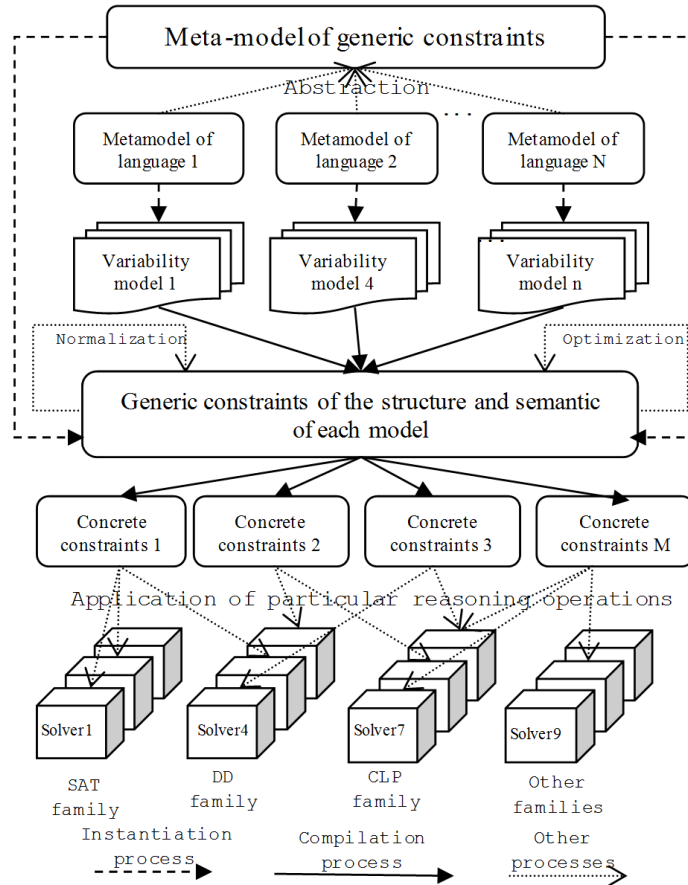 Meta-model of generic constraints
Abstraction
...
Metamodel of
language 1
Metamodel of
language 2
Metamodel of
language N
...
Variability
model 1
Variability
model 4
Variability
model n
Normalization
Optimization
Generic constraints of the structure and semantic
of each model
Concrete
constraints 1
Concrete
constraints 2
Concrete
constraints 3
Concrete
constraints M
Application of particular reasoning operations
Solver1
Solver4
Solver7
Solver9
SAT
family
DD
family
CLP
family
Other
families
Instantiation
process
Compilation
process
Other
processes